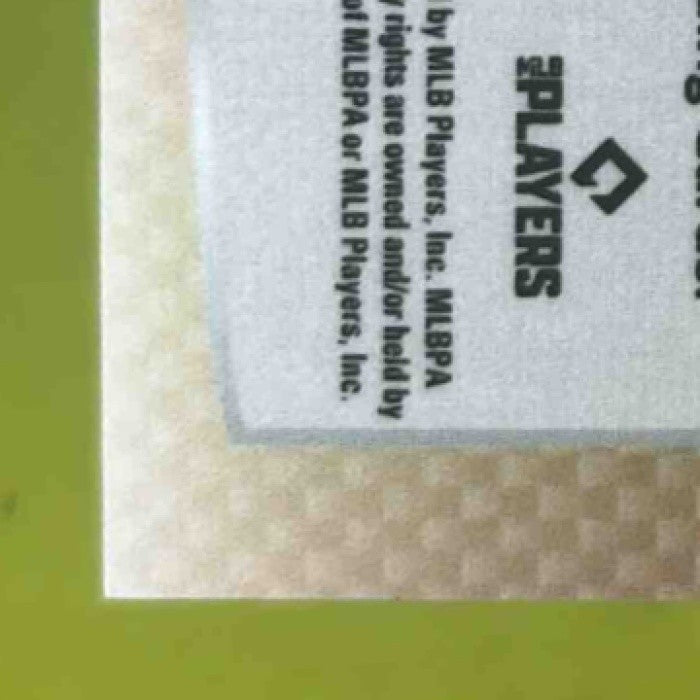 MLB
PLAYERS
by MLB Players, Inc. MLBPA
rights are owned and/or held by
of MLBPA or MLB Players, Inc.